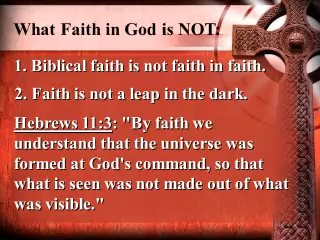 What Faith in God is NOT:
1. Biblical faith is not faith in faith.
2. Faith is not a leap in the dark.
Hebrews 11:3: "By faith we
understand that the universe was
formed at God's command, so that
what is seen was not made out of what
was visible."